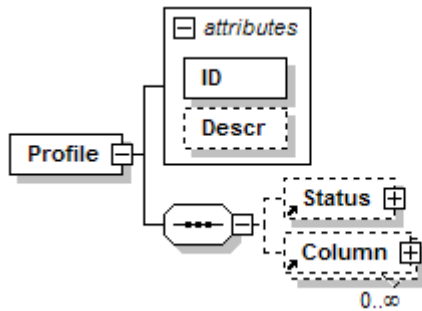 attributes
ID
Descr
Profile
Status
Column
0..∞